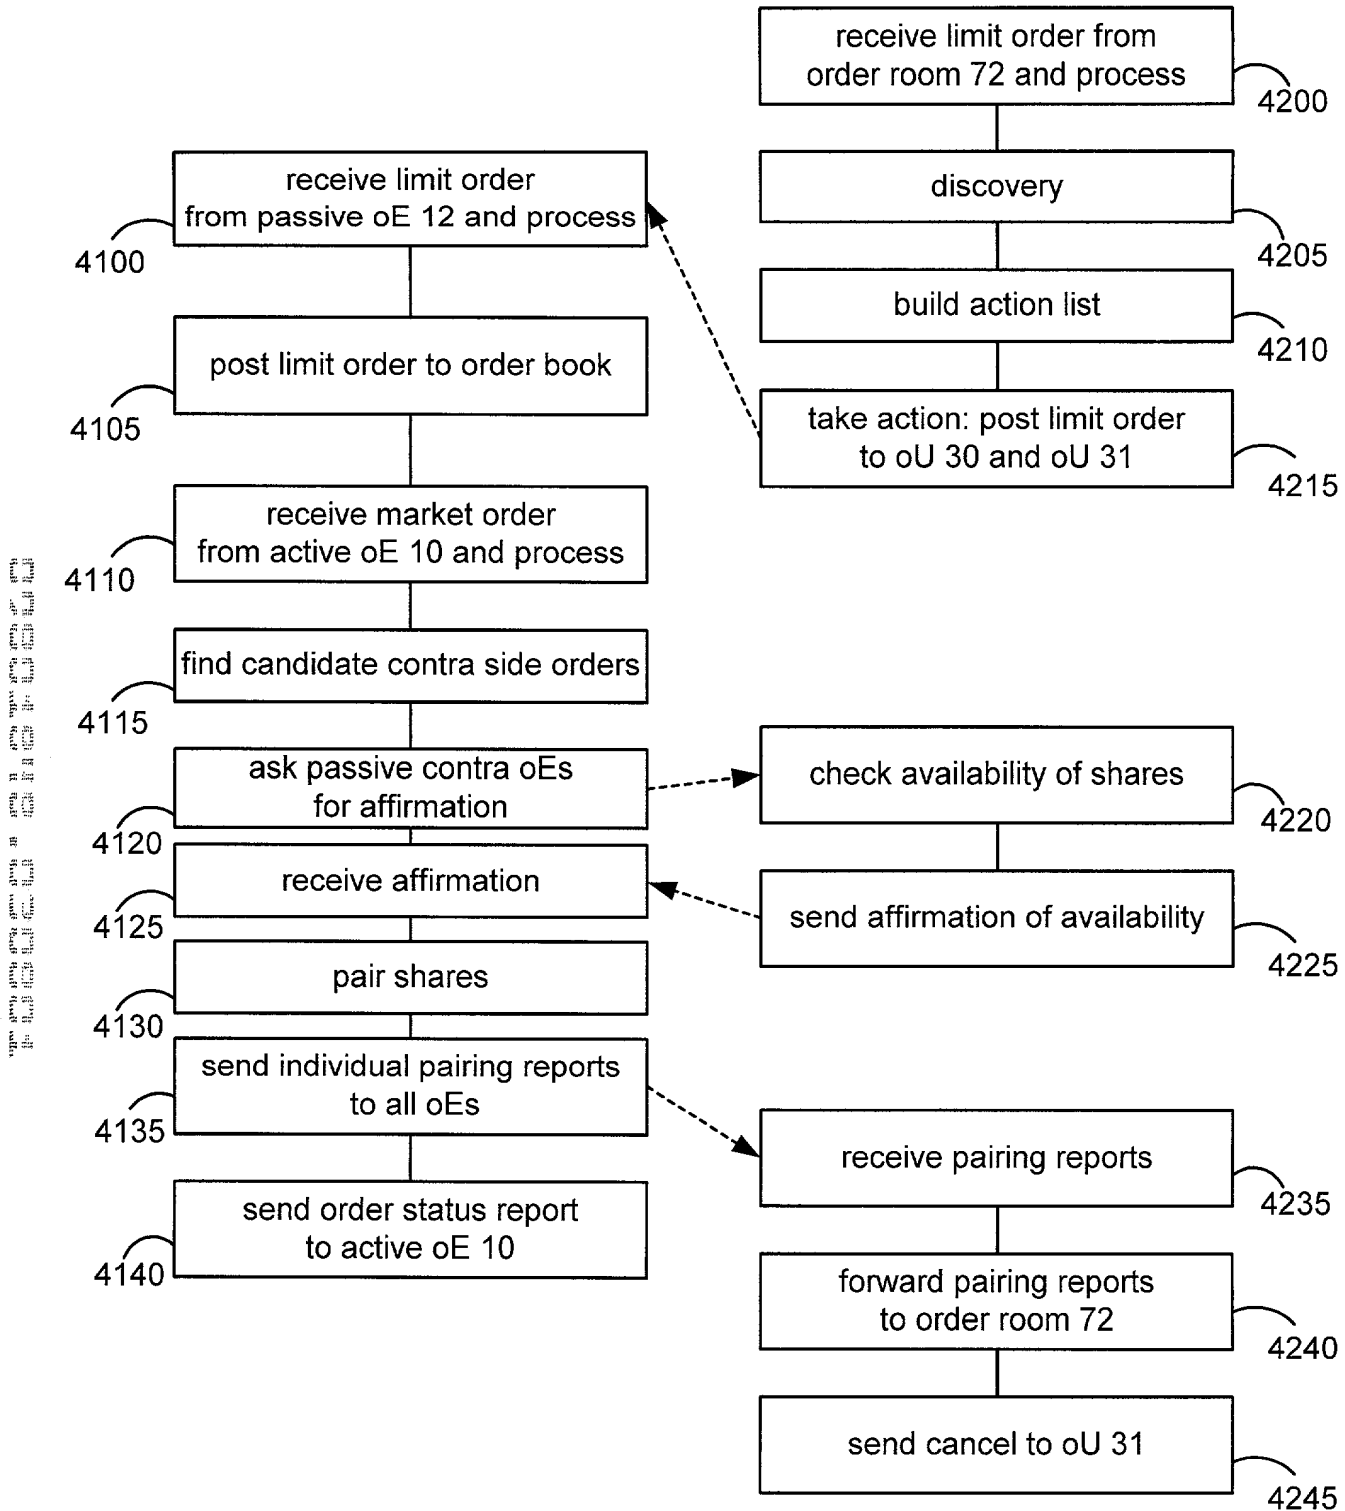 receive limit order from
order room 72 and process
4200
discovery
4205
build action list
4210
take action: post limit order
to oU 30 and oU 31
4215
receive limit order
from passive oE 12 and process
4100
post limit order to order book
4105
receive market order
from active oE 10 and process
4110
find candidate contra side orders
4115
ask passive contra oEs
for affirmation
4120
check availability of shares
4220
receive affirmation
4125
send affirmation of availability
4225
pair shares
4130
send individual pairing reports
to all oEs
4135
receive pairing reports
4235
send order status report
to active oE 10
4140
forward pairing reports
to order room 72
4240
send cancel to oU 31
4245